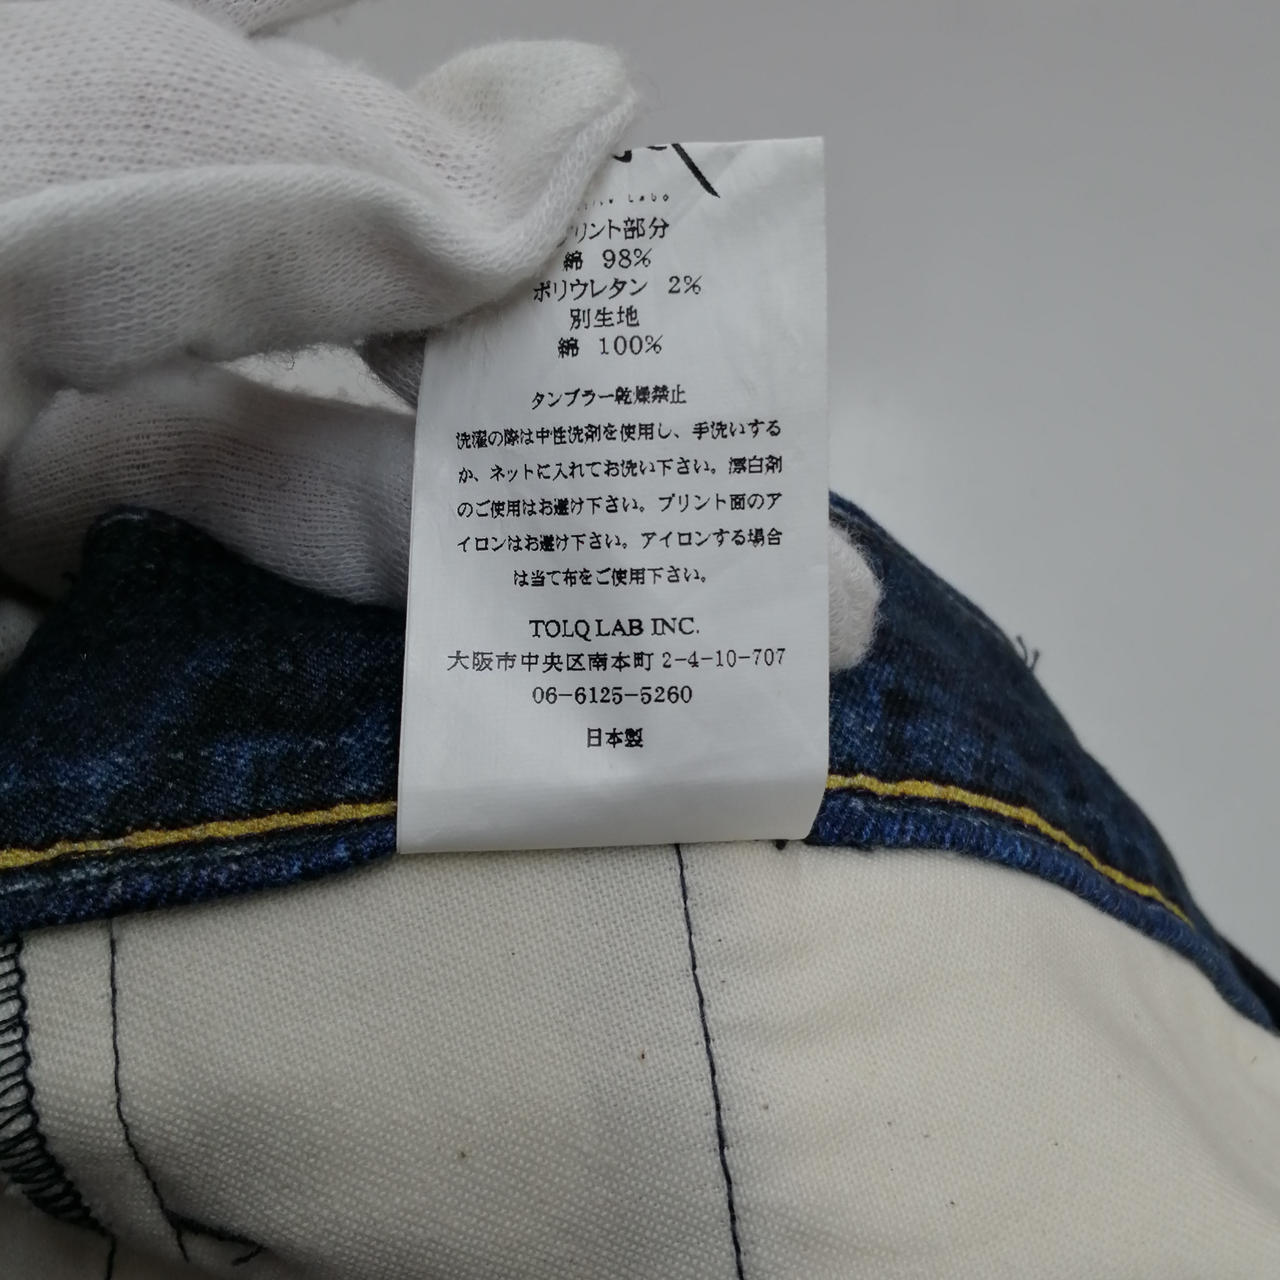 Labo
リント部分
綿 98%
ポリウレタン 2%
別生地
綿 100%
タンブラー乾燥禁止
洗濯の際は中性洗剤を使用し、手洗いする
か、ネットに入れてお洗い下さい。漂白剤
のご使用はお避け下さい。プリント面のア
イロンはお避け下さい。アイロンする場合
は当て布をご使用下さい。
TOLQ LAB INC.
大阪市中央区南本町 2-4-10-707
06-6125-5260
日本製